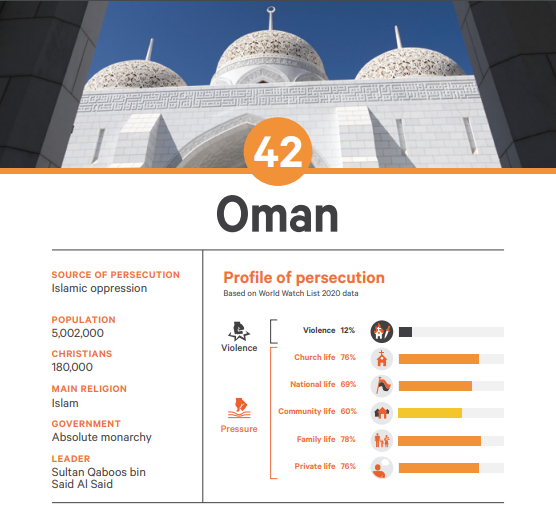 42
Oman
SOURCE OF PERSECUTION
Islamic oppression
POPULATION
5,002,000
CHRISTIANS
180,000
MAIN RELIGION
Islam
GOVERNMENT
Absolute monarchy
LEADER
Sultan Qaboos bin
Said Al Said
Profile of persecution
Based on World Watch List 2020 data
Violence
Violence 12%
Church life 76%
National life 69%
Community life 60%
Pressure
Family life 78%
Private life 76%